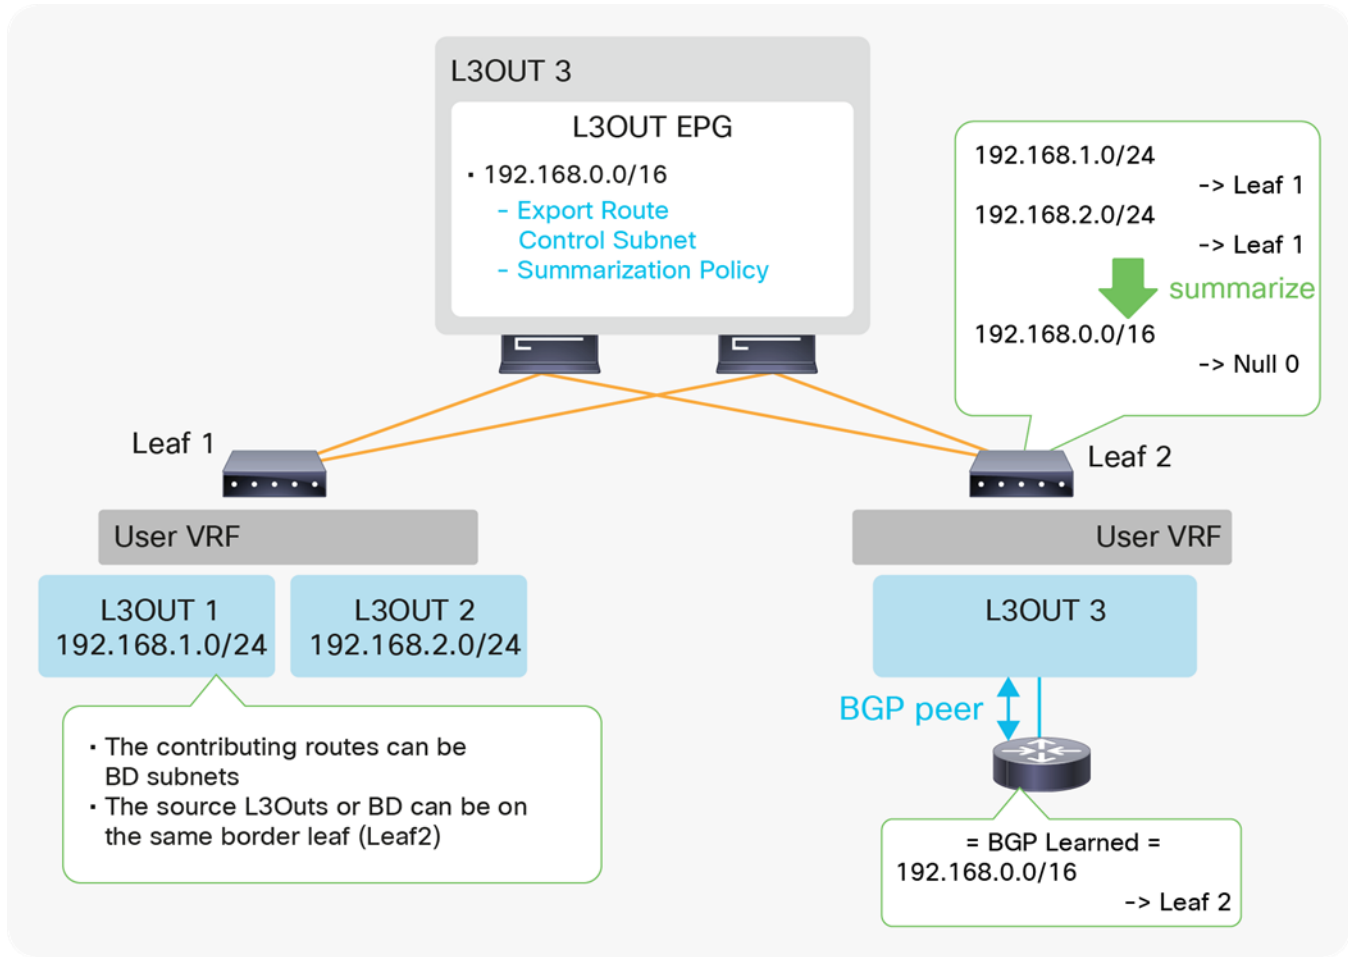 L3OUT 3
L3OUT EPG
· 192.168.0.0/16
- Export Route
Control Subnet
- Summarization Policy
192.168.1.0/24
-> Leaf 1
192.168.2.0/24
-> Leaf 1
summarize
192.168.0.0/16
-> Null 0
Leaf 1
Leaf 2
User VRF
User VRF
L3OUT 1
192.168.1.0/24
L3OUT 2
192.168.2.0/24
L3OUT 3
BGP peer
· The contributing routes can be
BD subnets
· The source L3Outs or BD can be on
the same border leaf (Leaf2)
= BGP Learned =
192.168.0.0/16
-> Leaf 2